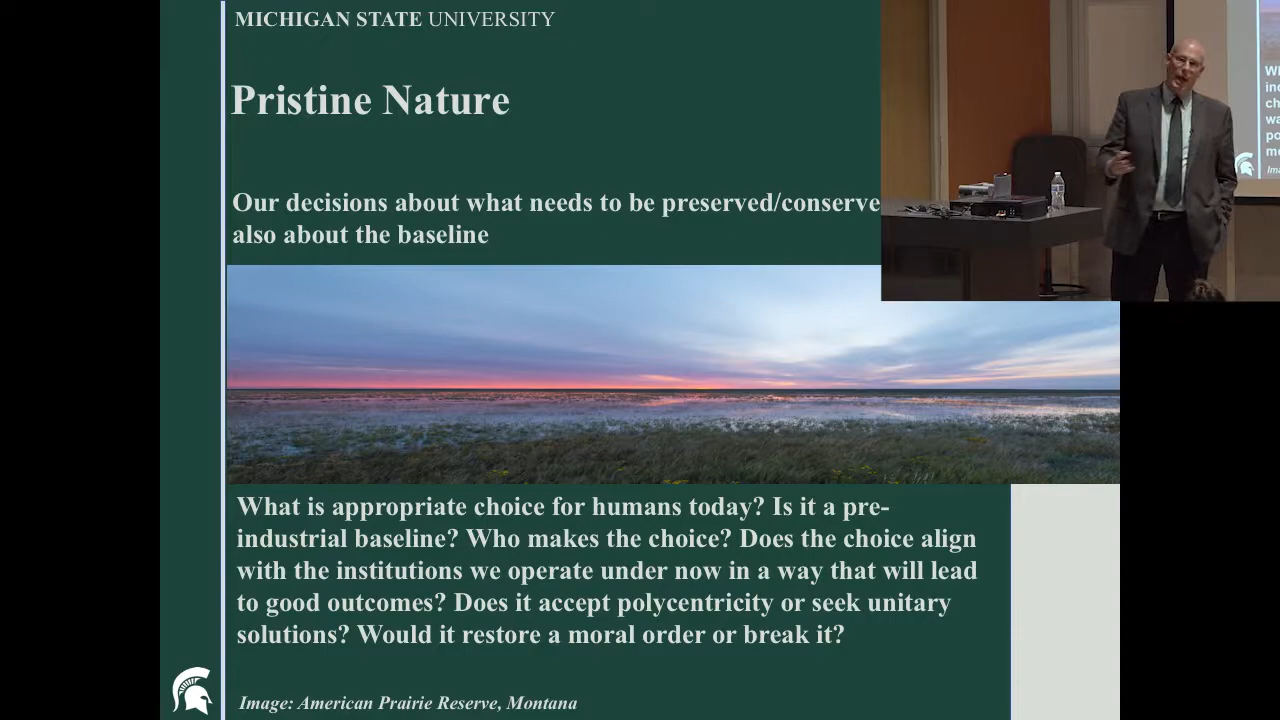 MICHIGAN STATE UNIVERSITY
Pristine Nature
Our decisions about what needs to be preserved/conserve
also about the baseline
What is appropriate choice for humans today? Is it a pre-
industrial baseline? Who makes the choice? Does the choice align
with the institutions we operate under now in a way that will lead
to good outcomes? Does it accept polycentricity or seek unitary
solutions? Would it restore a moral order or break it?
Image: American Prairie Reserve, Montana